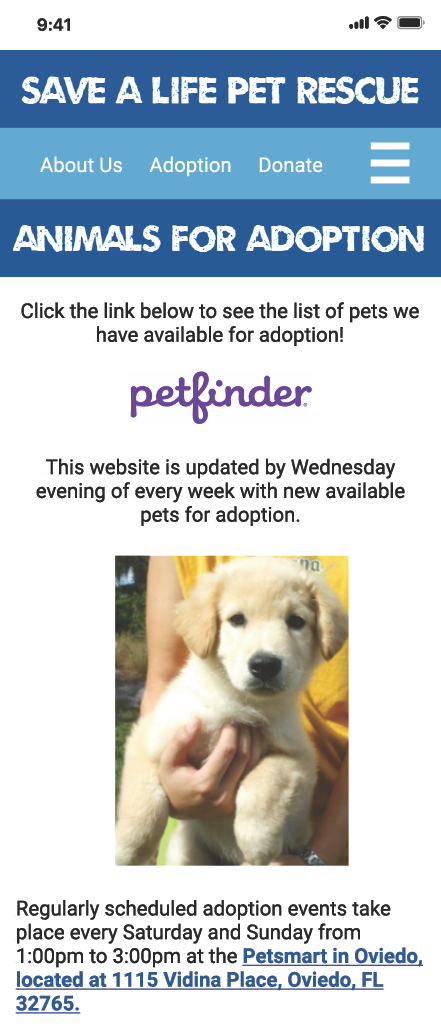 9:41
SAVE A LIFE PET RESCUE
About Us Adoption Donate
ANIMALS FOR ADOPTION
Click the link below to see the list of pets we
have available for adoption!
petfinder
This website is updated by Wednesday
evening of every week with new available
pets for adoption.
Regularly scheduled adoption events take
place every Saturday and Sunday from
1:00pm to 3:00pm at the Petsmart in Oviedo,
located at 1115 Vidina Place, Oviedo, FL
32765.